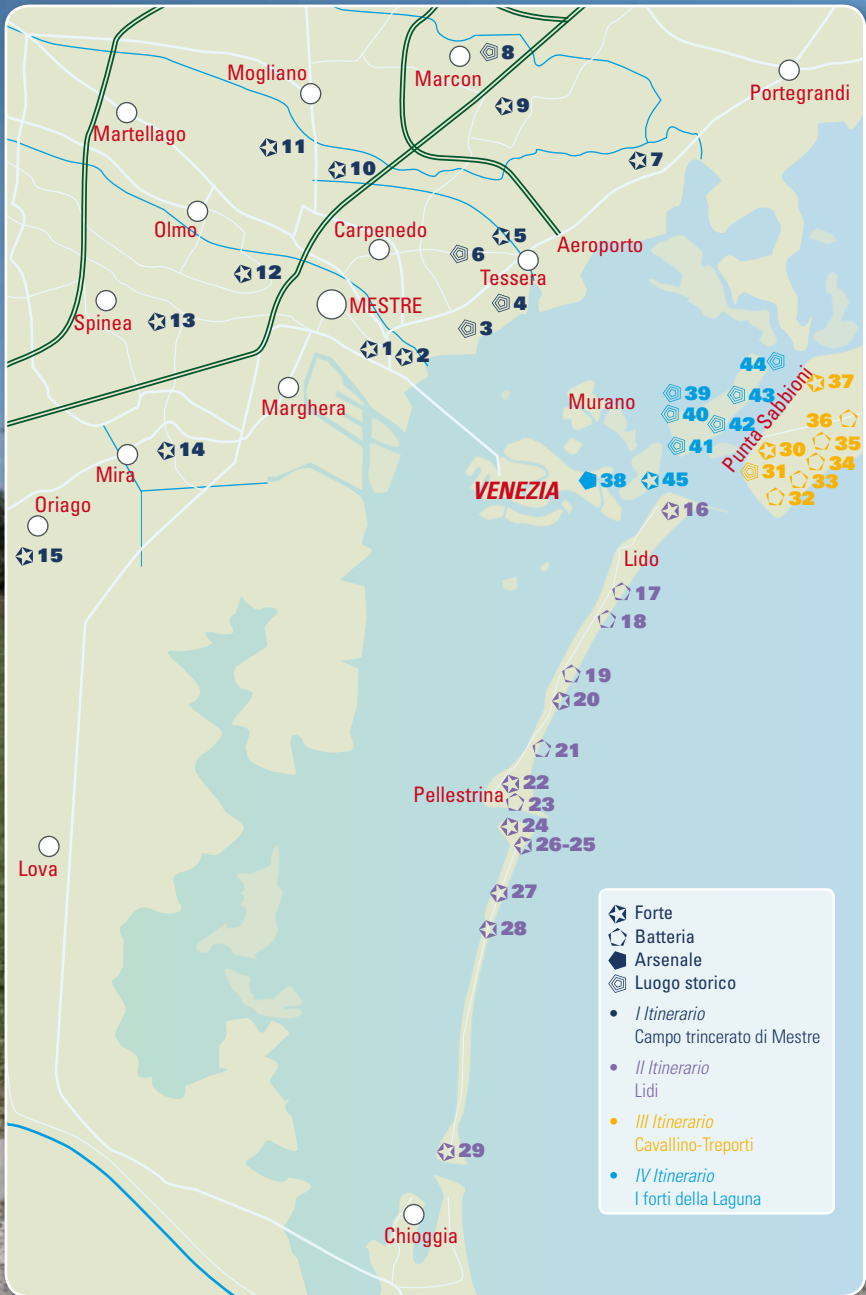 8
Marcon
Mogliano
Portegrandi
9
Martellago
11
10
7
Olmo
Carpenedo
5
Aeroporto
6
Tessera
12
4
MESTRE
Spinea
13
3
1
2
44
37
Marghera
39
43
Murano
40
36
42
Punta Sabbioni
35
41
30
34
14
31
33
Mira
VENEZIA
38
45
32
Oriago
16
15
Lido
17
18
19
20
21
22
Pellestrina
23
24
26-25
Lova
27
28
29
Chioggia
Forte
Batteria
Arsenale
Luogo storico
• I Itinerario
Campo trincerato di Mestre
• II Itinerario
Lidi
• III Itinerario
Cavallino-Treporti
• IV Itinerario
I forti della Laguna